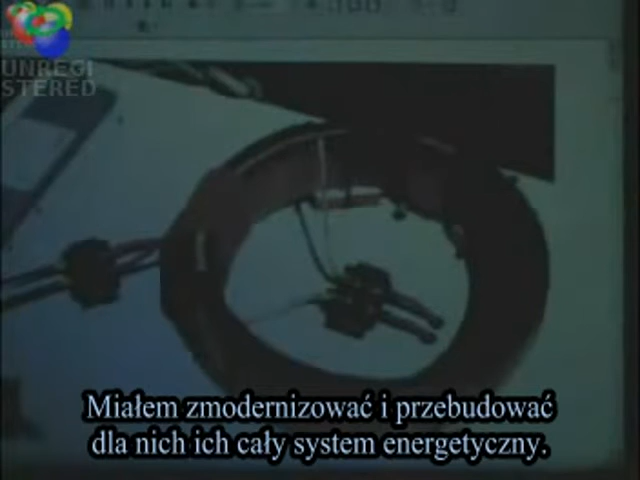 UNREGI
STERED
Miałem zmodernizować i przebudować
dla nich ich cały system energetyczny.